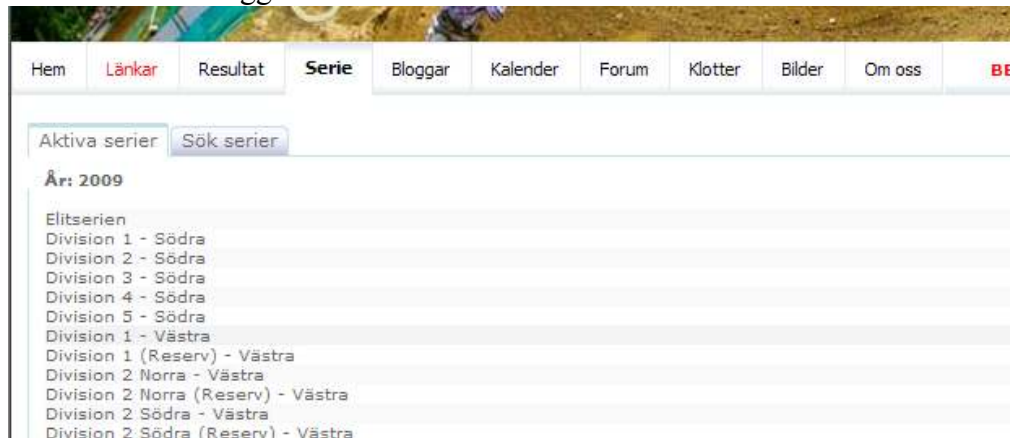 Hem Länkar Resultat Serie Bloggar Kalender Forum Klotter Bilder Om oss
Aktiva serier Sök serier
År: 2009
Elitserien
Division 1 - Södra
Division 2 - Södra
Division 3 - Södra
Division 4 - Södra
Division 5 - Södra
Division 1 - Västra
Division 1 (Reserv) - Västra
Division 2 Norra - Västra
Division 2 Norra (Reserv) - Västra
Division 2 Södra - Västra
Division 2 Södra (Reserv) - Västra